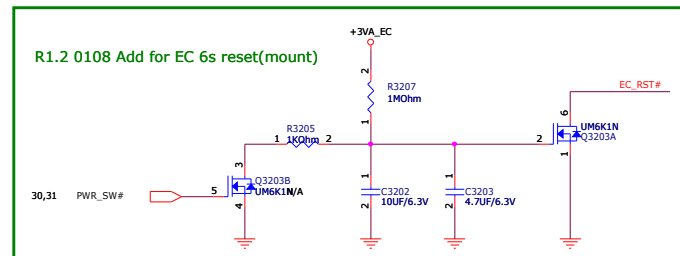 +3VA_EC
R1.2 0108 Add for EC 6s reset(mount)
2
R3207
1MOhm
1
EC_RST#
6
UM6K1N
Q3203A
2
1
R3205
1 2
1KOhm
3
Q3203B
UM6K1N/A
5
4
30,31 PWR_SW#
1
C3202
10UF/6.3V
2
1
C3203
4.7UF/6.3V
2